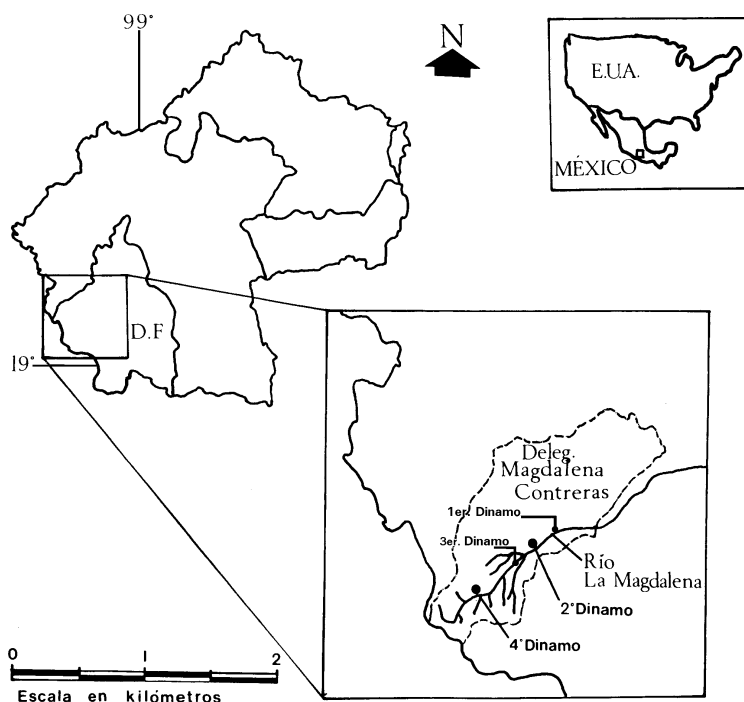 99°
N
E.UA.
MÉXICO
D.F
19°
Deleg.
Magdalena
Contreras
1er. Dinamo
3er. Dinamo
Río
La Magdalena
2° Dinamo
4° Dinamo
0 1 2
Escala en kilómetros